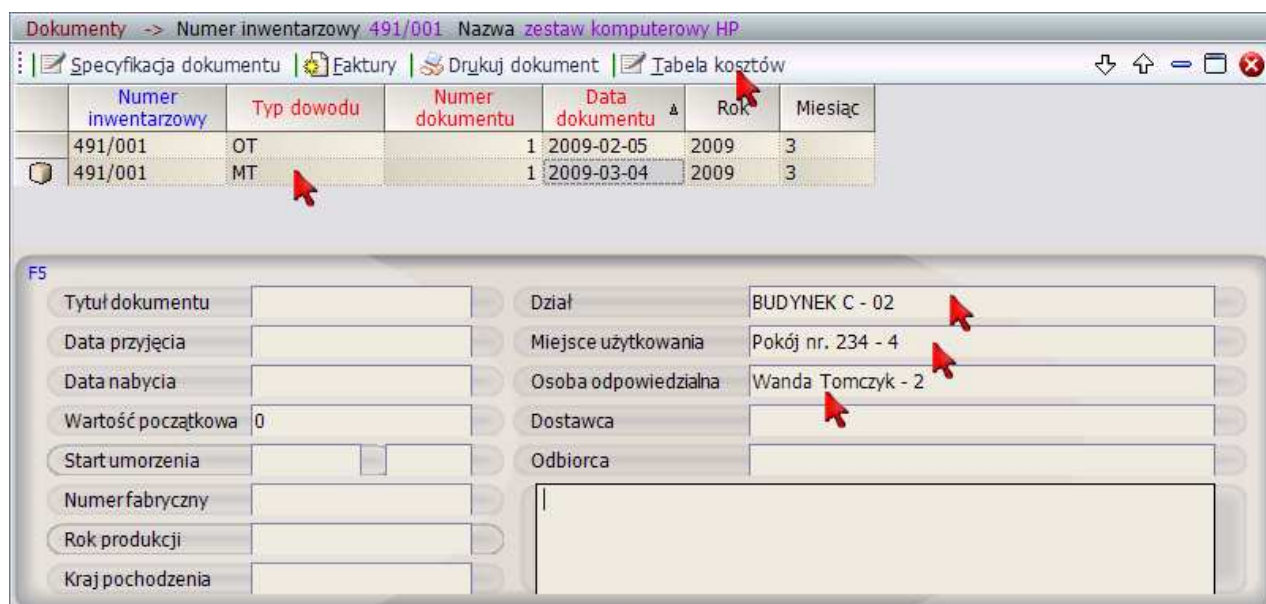 Dokumenty -> Numer inwentarzowy 491/001 Nazwa zestaw komputerowy HP
Specyfikacja dokumentu Faktury Drukuj dokument Tabela kosztów
Numer inwentarzowy Typ dowodu Numer dokumentu Data dokumentu Rok Miesiąc
491/001 OT 1 2009-02-05 2009 3
491/001 MT 1 2009-03-04 2009 3
F5
Tytuł dokumentu Dział BUDYNEK C - 02
Data przyjęcia Miejsce użytkowania Pokój nr. 234 - 4
Data nabycia Osoba odpowiedzialna Wanda Tomczyk - 2
Wartość początkowa 0 Dostawca
Start umorzenia Odbiorca
Numer fabryczny
Rok produkcji
Kraj pochodzenia